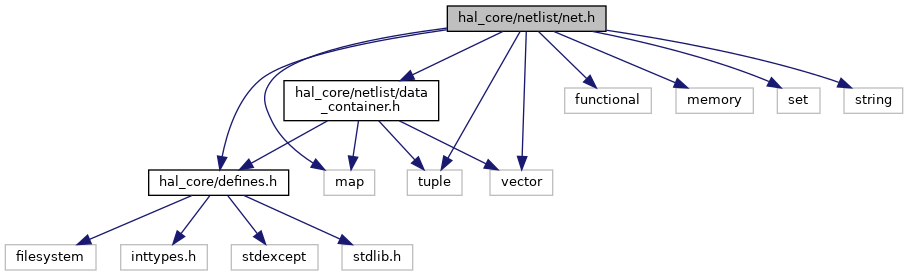 hal_core/netlist/net.h
hal_core/netlist/data
_container.h
functional
memory
set
string
hal_core/defines.h
map
tuple
vector
filesystem
inttypes.h
stdexcept
stdlib.h